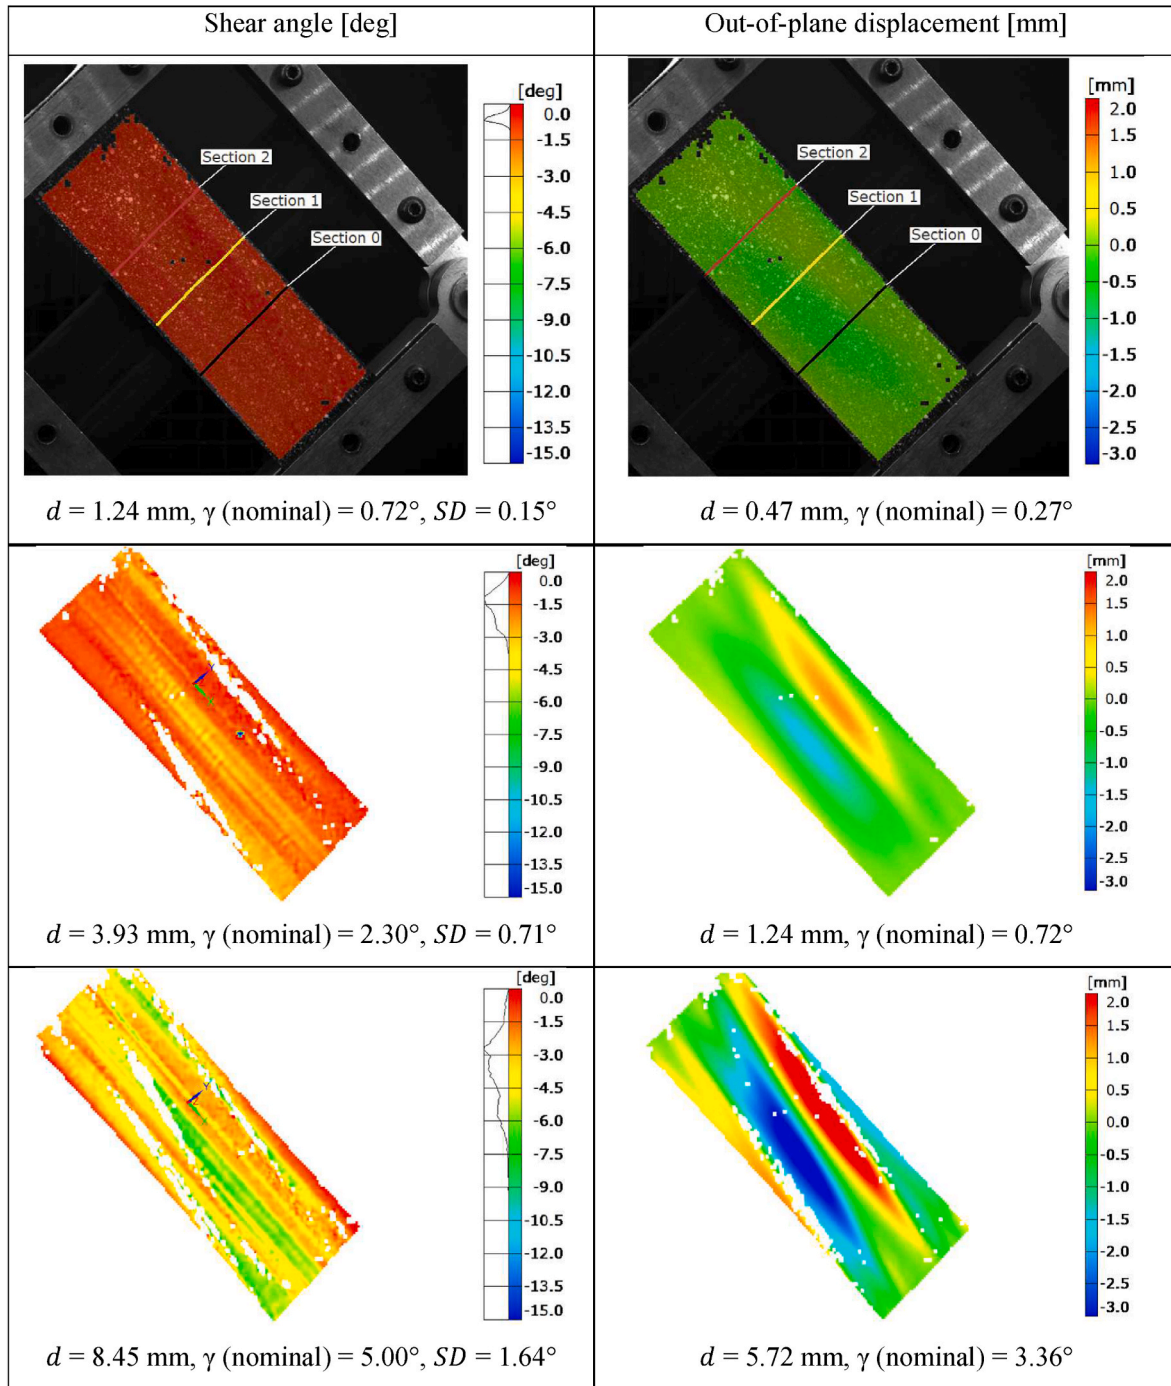 Shear angle [deg]
Out-of-plane displacement [mm]
[deg]
0.0
-1.5
-3.0
-4.5
-6.0
-7.5
-9.0
-10.5
-12.0
-13.5
-15.0
Section 2
Section 1
Section 0
d = 1.24 mm, γ (nominal) = 0.72°, SD = 0.15°
[mm]
2.0
1.5
1.0
0.5
0.0
-0.5
-1.0
-1.5
-2.0
-2.5
-3.0
Section 2
Section 1
Section 0
d = 0.47 mm, γ (nominal) = 0.27°
[deg]
0.0
-1.5
-3.0
-4.5
-6.0
-7.5
-9.0
-10.5
-12.0
-13.5
-15.0
Y
X
d = 3.93 mm, γ (nominal) = 2.30°, SD = 0.71°
[mm]
2.0
1.5
1.0
0.5
0.0
-0.5
-1.0
-1.5
-2.0
-2.5
-3.0
d = 1.24 mm, γ (nominal) = 0.72°
[deg]
0.0
-1.5
-3.0
-4.5
-6.0
-7.5
-9.0
-10.5
-12.0
-13.5
-15.0
Y
Z
X
d = 8.45 mm, γ (nominal) = 5.00°, SD = 1.64°
[mm]
2.0
1.5
1.0
0.5
0.0
-0.5
-1.0
-1.5
-2.0
-2.5
-3.0
d = 5.72 mm, γ (nominal) = 3.36°